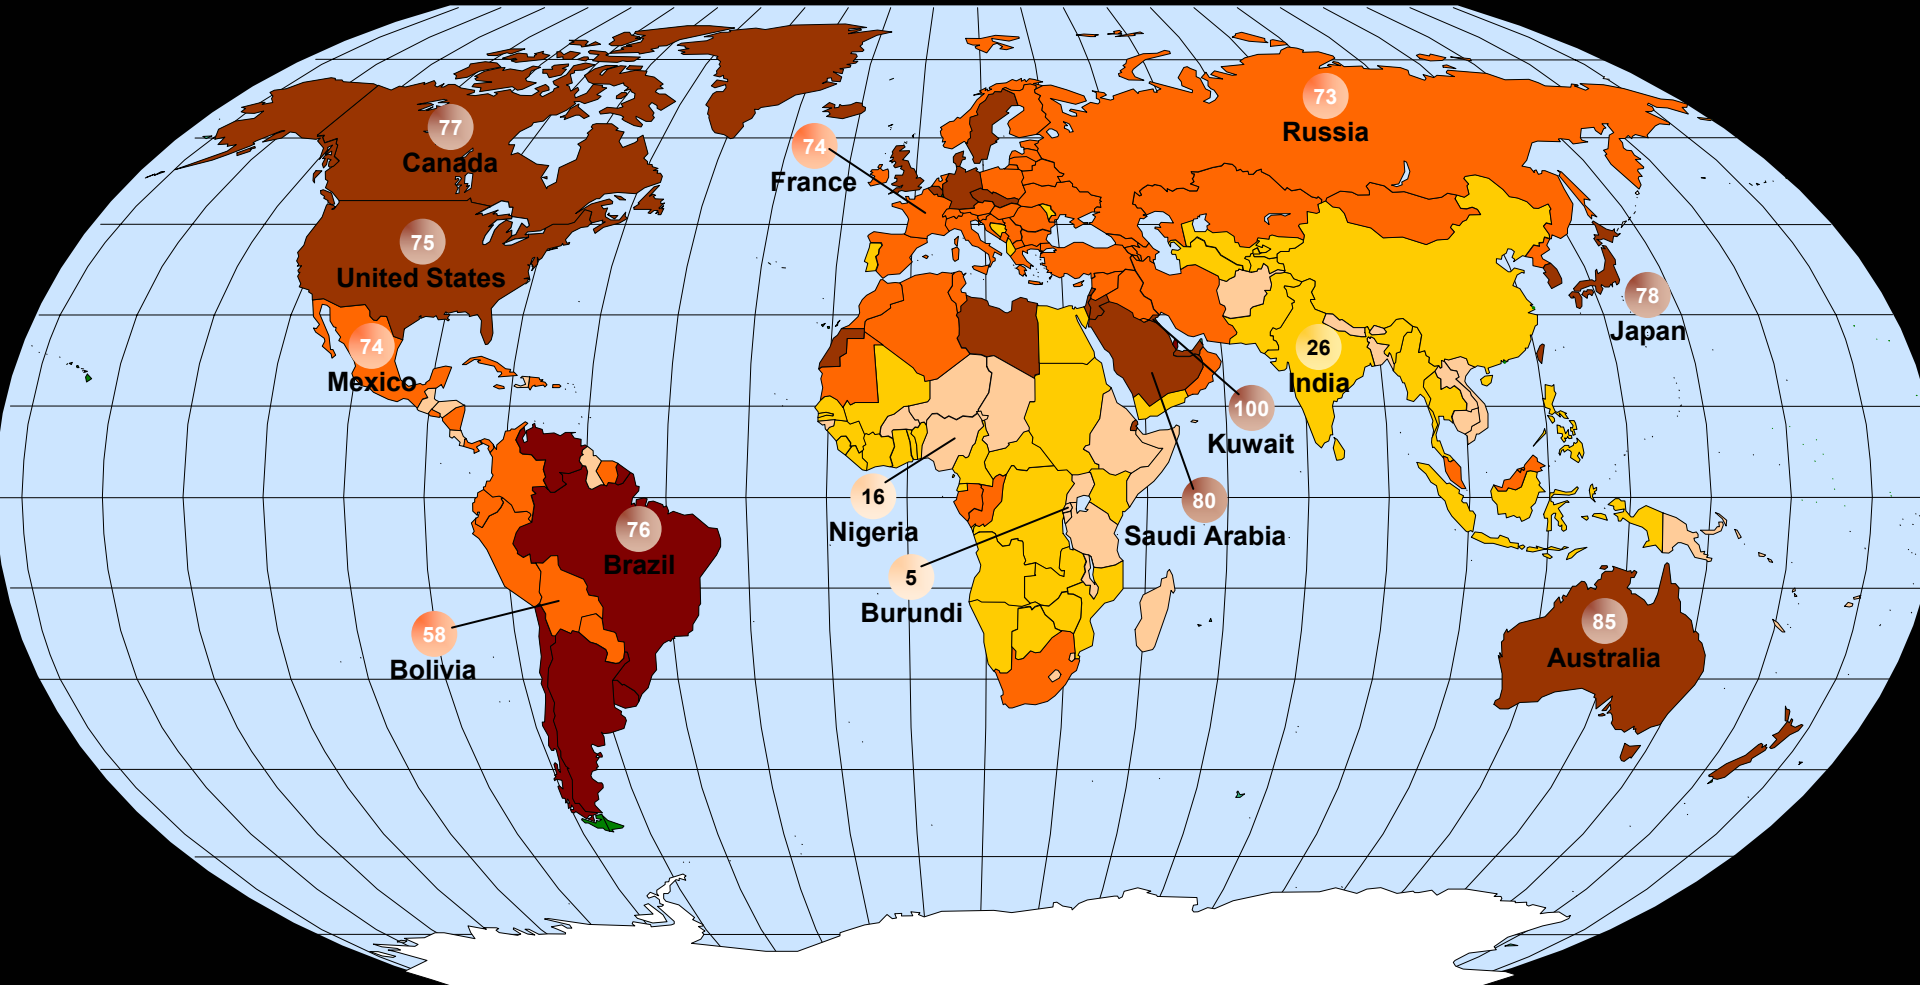 73
Russia
77
Canada
74
France
75
United States
78
Japan
74
Mexico
26
India
100
Kuwait
16
Nigeria
80
Saudi Arabia
76
Brazil
5
Burundi
58
Bolivia
85
Australia